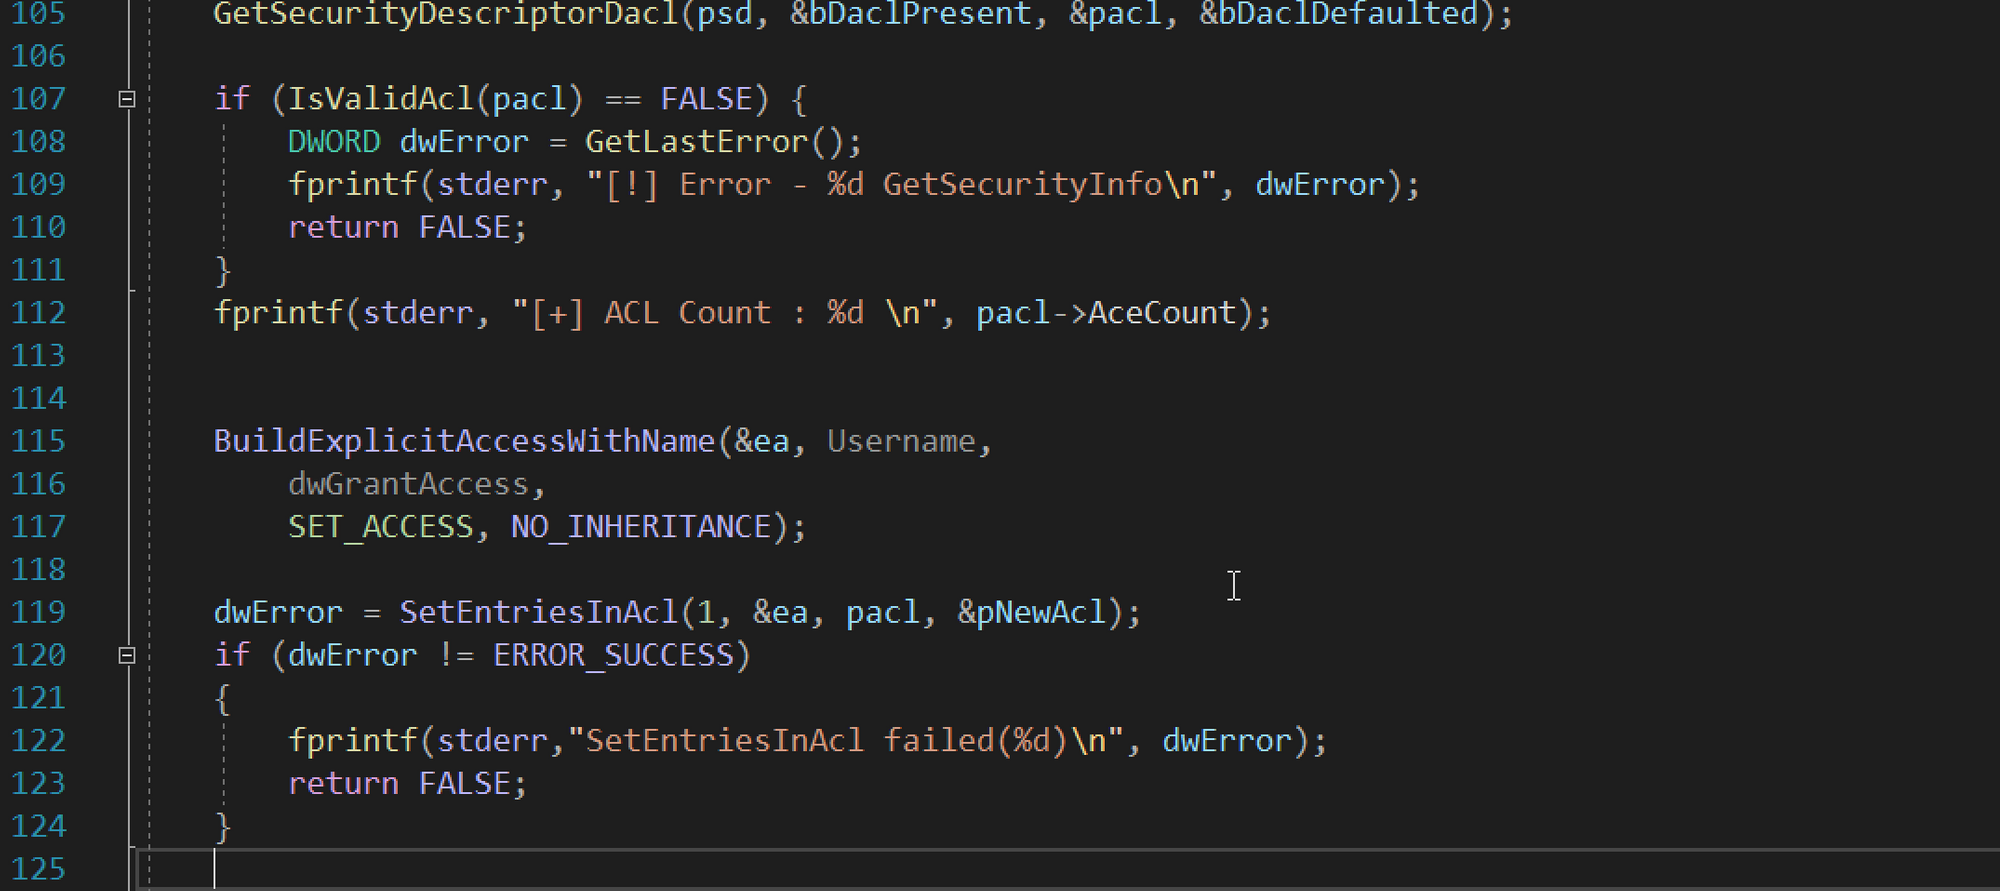 105 GetSecurityDescriptorDacl(psd, &bDaclPresent, &pacl, &bDaclDefaulted);
106
107 if (IsValidAcl(pacl) == FALSE) {
108 DWORD dwError = GetLastError();
109 fprintf(stderr, "[!] Error - %d GetSecurityInfo\n", dwError);
110 return FALSE;
111 }
112 fprintf(stderr, "[+] ACL Count : %d \n", pacl->AceCount);
113
114
115 BuildExplicitAccessWithName(&ea, Username,
116 dwGrantAccess,
117 SET_ACCESS, NO_INHERITANCE);
118
119 dwError = SetEntriesInAcl(1, &ea, pacl, &pNewAcl);
120 if (dwError != ERROR_SUCCESS)
121 {
122 fprintf(stderr,"SetEntriesInAcl failed(%d)\n", dwError);
123 return FALSE;
124 }
125